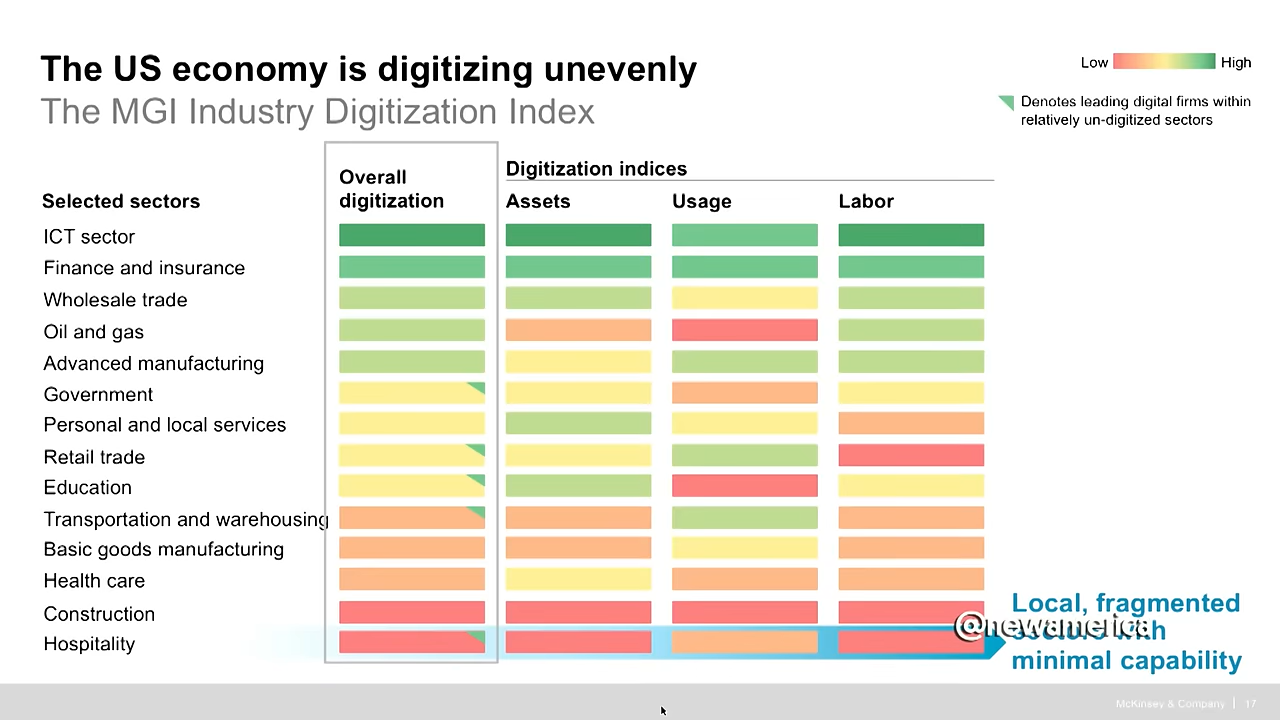 The US economy is digitizing unevenly
The MGI Industry Digitization Index
Low High
Denotes leading digital firms within
relatively un-digitized sectors
Selected sectors
Overall
digitization
Digitization indices
Assets
Usage
Labor
ICT sector
Finance and insurance
Wholesale trade
Oil and gas
Advanced manufacturing
Government
Personal and local services
Retail trade
Education
Transportation and warehousing
Basic goods manufacturing
Health care
Construction
Hospitality
Local, fragmented
with
minimal capability
@newamerica
McKinsey & Company | 17